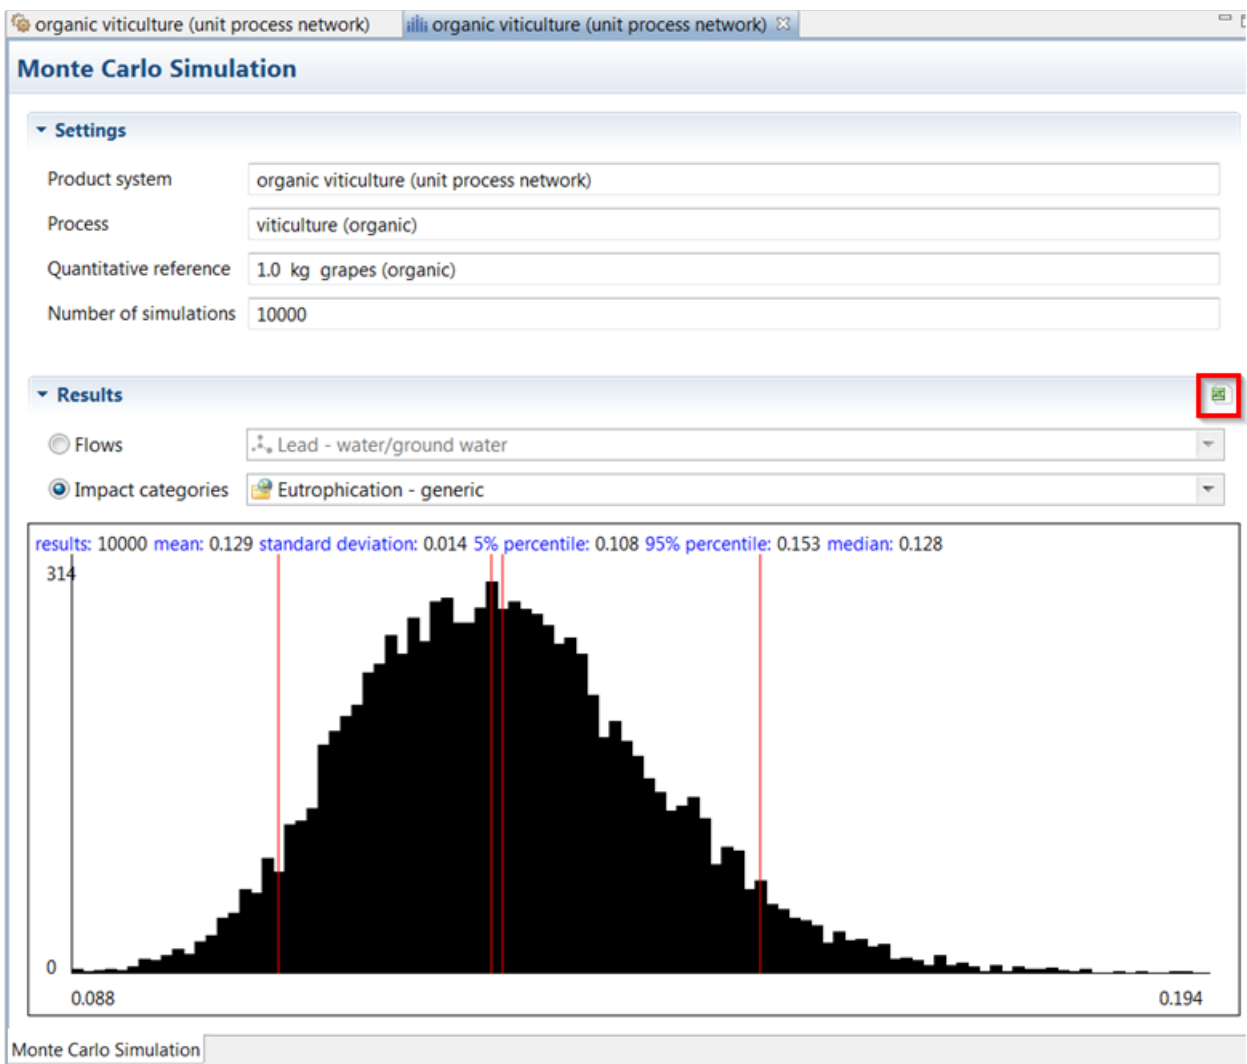 organic viticulture (unit process network) organic viticulture (unit process network)
Monte Carlo Simulation
Settings
Product system organic viticulture (unit process network)
Process viticulture (organic)
Quantitative reference 1.0 kg grapes (organic)
Number of simulations 10000
Results
Flows Lead - water/ground water
Impact categories Eutrophication - generic
results: 10000 mean: 0.129 standard deviation: 0.014 5% percentile: 0.108 95% percentile: 0.153 median: 0.128
314
0
0.088 0.194
Monte Carlo Simulation